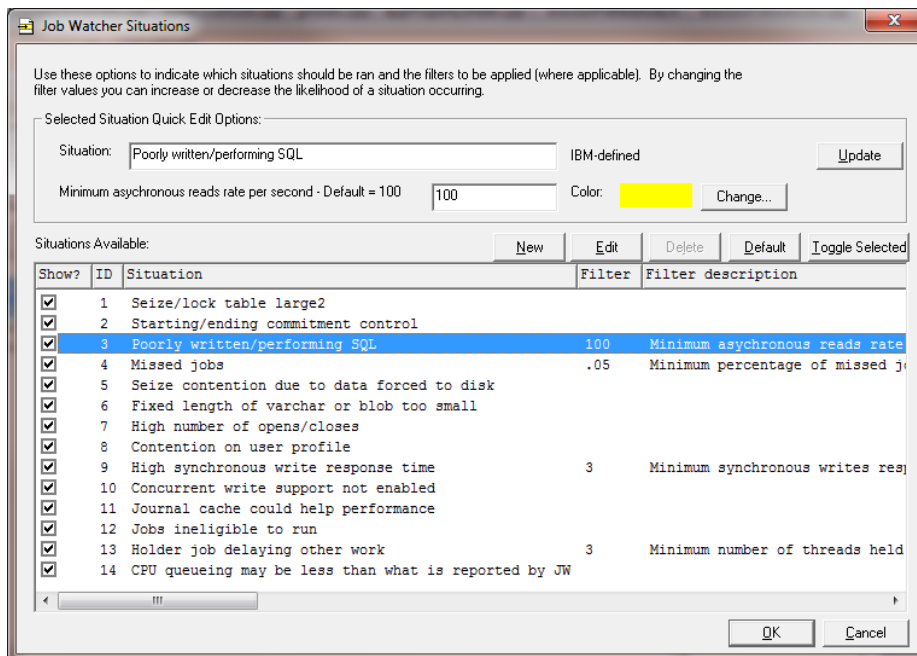 Job Watcher Situations
Use these options to indicate which situations should be ran and the filters to be applied (where applicable). By changing the
filter values you can increase or decrease the likelihood of a situation occurring.
Selected Situation Quick Edit Options:
Situation: Poorly written/performing SQL IBM-defined Update
Minimum asychronous reads rate per second - Default = 100 100 Color: Change...
Situations Available: New Edit Delete Default Toggle Selected
Show? ID Situation Filter Filter description
1 Seize/lock table large2
2 Starting/ending commitment control
3 Poorly written/performing SQL 100 Minimum asychronous reads rate
4 Missed jobs .05 Minimum percentage of missed jo
5 Seize contention due to data forced to disk
6 Fixed length of varchar or blob too small
7 High number of opens/closes
8 Contention on user profile
9 High synchronous write response time 3 Minimum synchronous writes resp
10 Concurrent write support not enabled
11 Journal cache could help performance
12 Jobs ineligible to run
13 Holder job delaying other work 3 Minimum number of threads held
14 CPU queueing may be less than what is reported by JW
OK Cancel